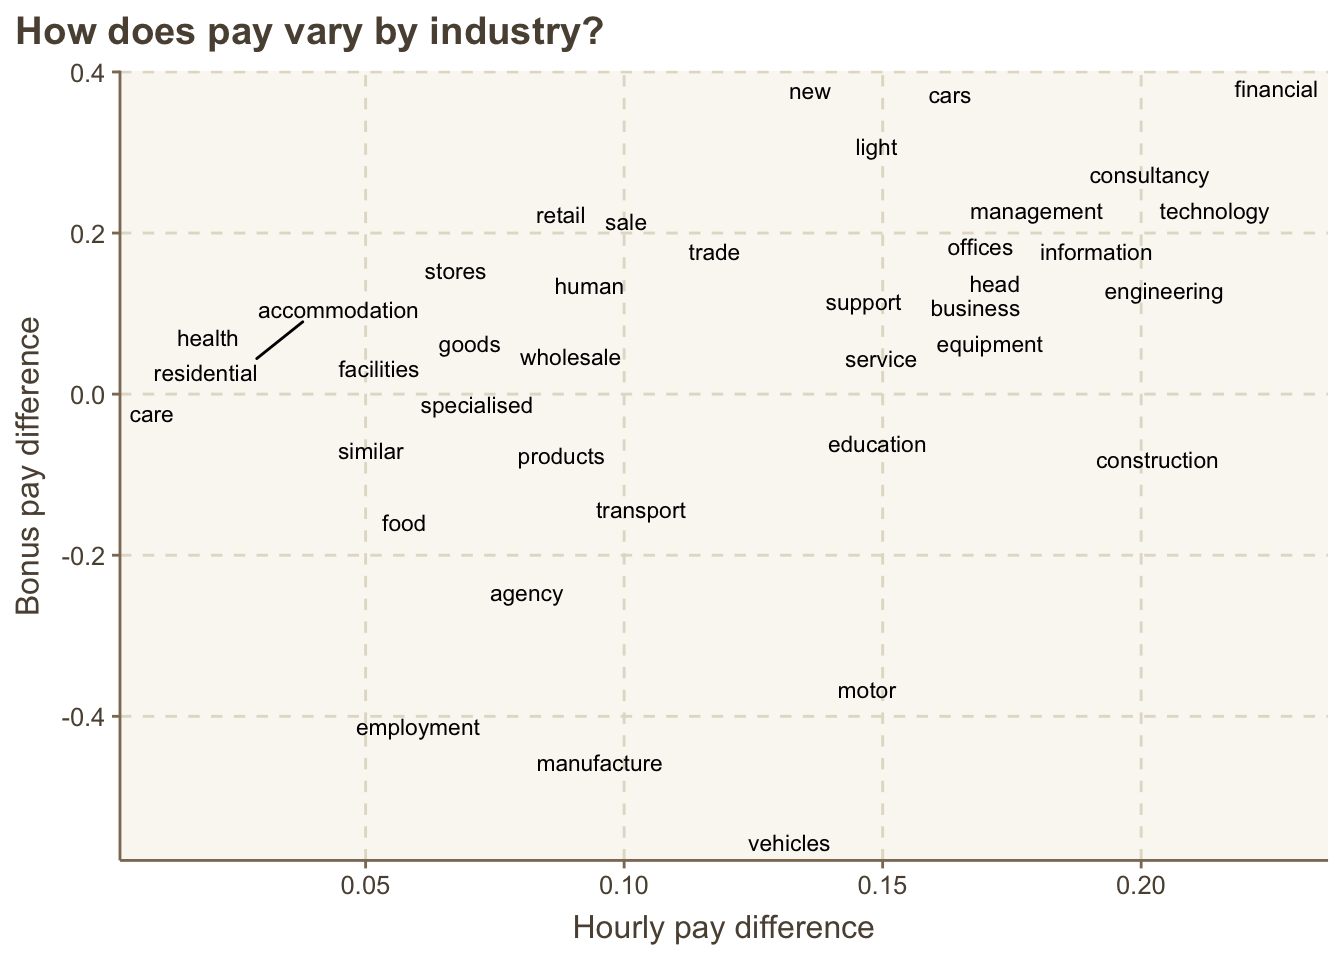 How does pay vary by industry?
0.4
new
cars
financial
light
consultancy
retail
sale
management
technology
0.2
trade
offices
information
stores
human
head
engineering
support
business
accommodation
health
goods
wholesale
service
equipment
residential
facilities
0.0
care
specialised
similar
products
education
construction
food
transport
-0.2
agency
motor
-0.4
employment
manufacture
vehicles
Bonus pay difference
0.05
0.10
0.15
0.20
Hourly pay difference